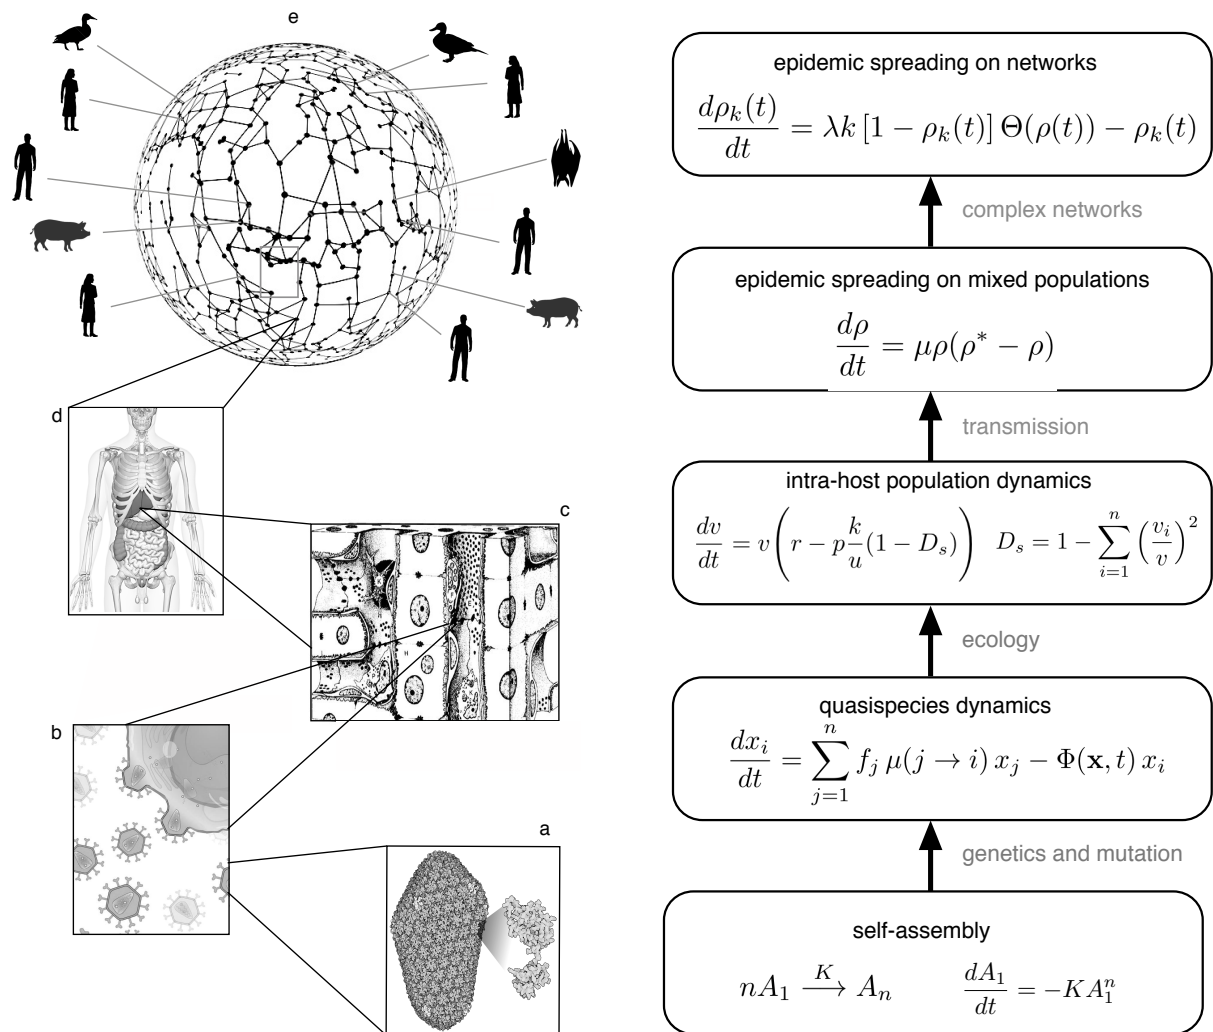 e
d
c
b
a
epidemic spreading on networks
dρ_k(t)/dt = λk [1 − ρ_k(t)] Θ(ρ(t)) − ρ_k(t)
complex networks
epidemic spreading on mixed populations
dρ/dt = μρ(ρ* − ρ)
transmission
intra-host population dynamics
dv/dt = v(r − p k/u (1 − D_s))   D_s = 1 − ∑_{i=1}^{n} (v_i/v)^2
ecology
quasispecies dynamics
dx_i/dt = ∑_{j=1}^{n} f_j μ(j → i) x_j − Φ(𝐱, t) x_i
genetics and mutation
self-assembly
nA_1 →^K A_n   dA_1/dt = −KA_1^n